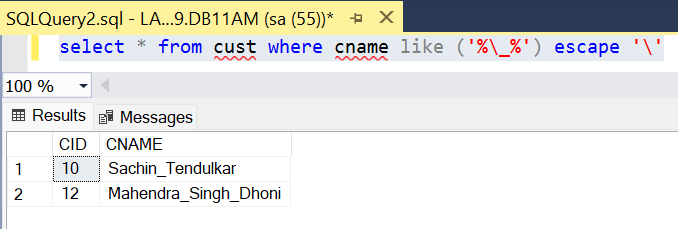 SQLQuery2.sql - LA...9.DB11AM (sa (55))*
select * from cust where cname like ('%\_%') escape '\'
100 %
Results Messages
CID CNAME
1 10 Sachin_Tendulkar
2 12 Mahendra_Singh_Dhoni